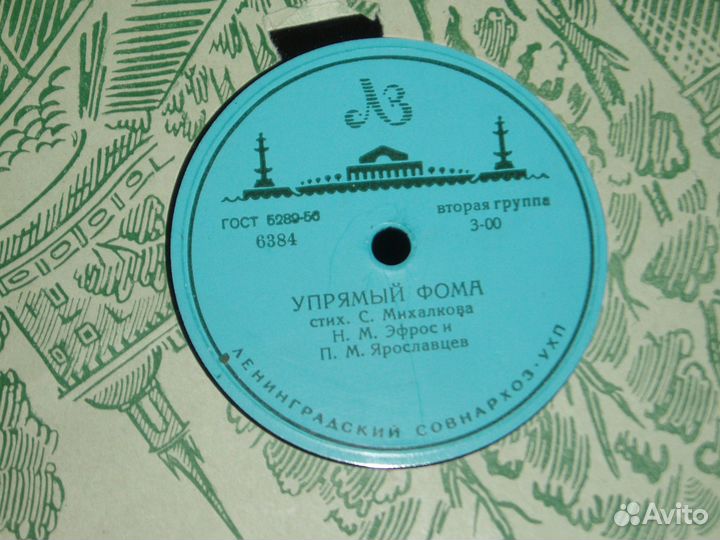 ЛЗ
ГОСТ 5289-56
вторая группа
6384
3-00
УПРЯМЫЙ ФОМА
стих. С. Михалкова
Н. М. Эфрос и
П. М. Ярославцев
ЛЕНИНГРАДСКИЙ СОВНАРХОЗ · УХП
Avito